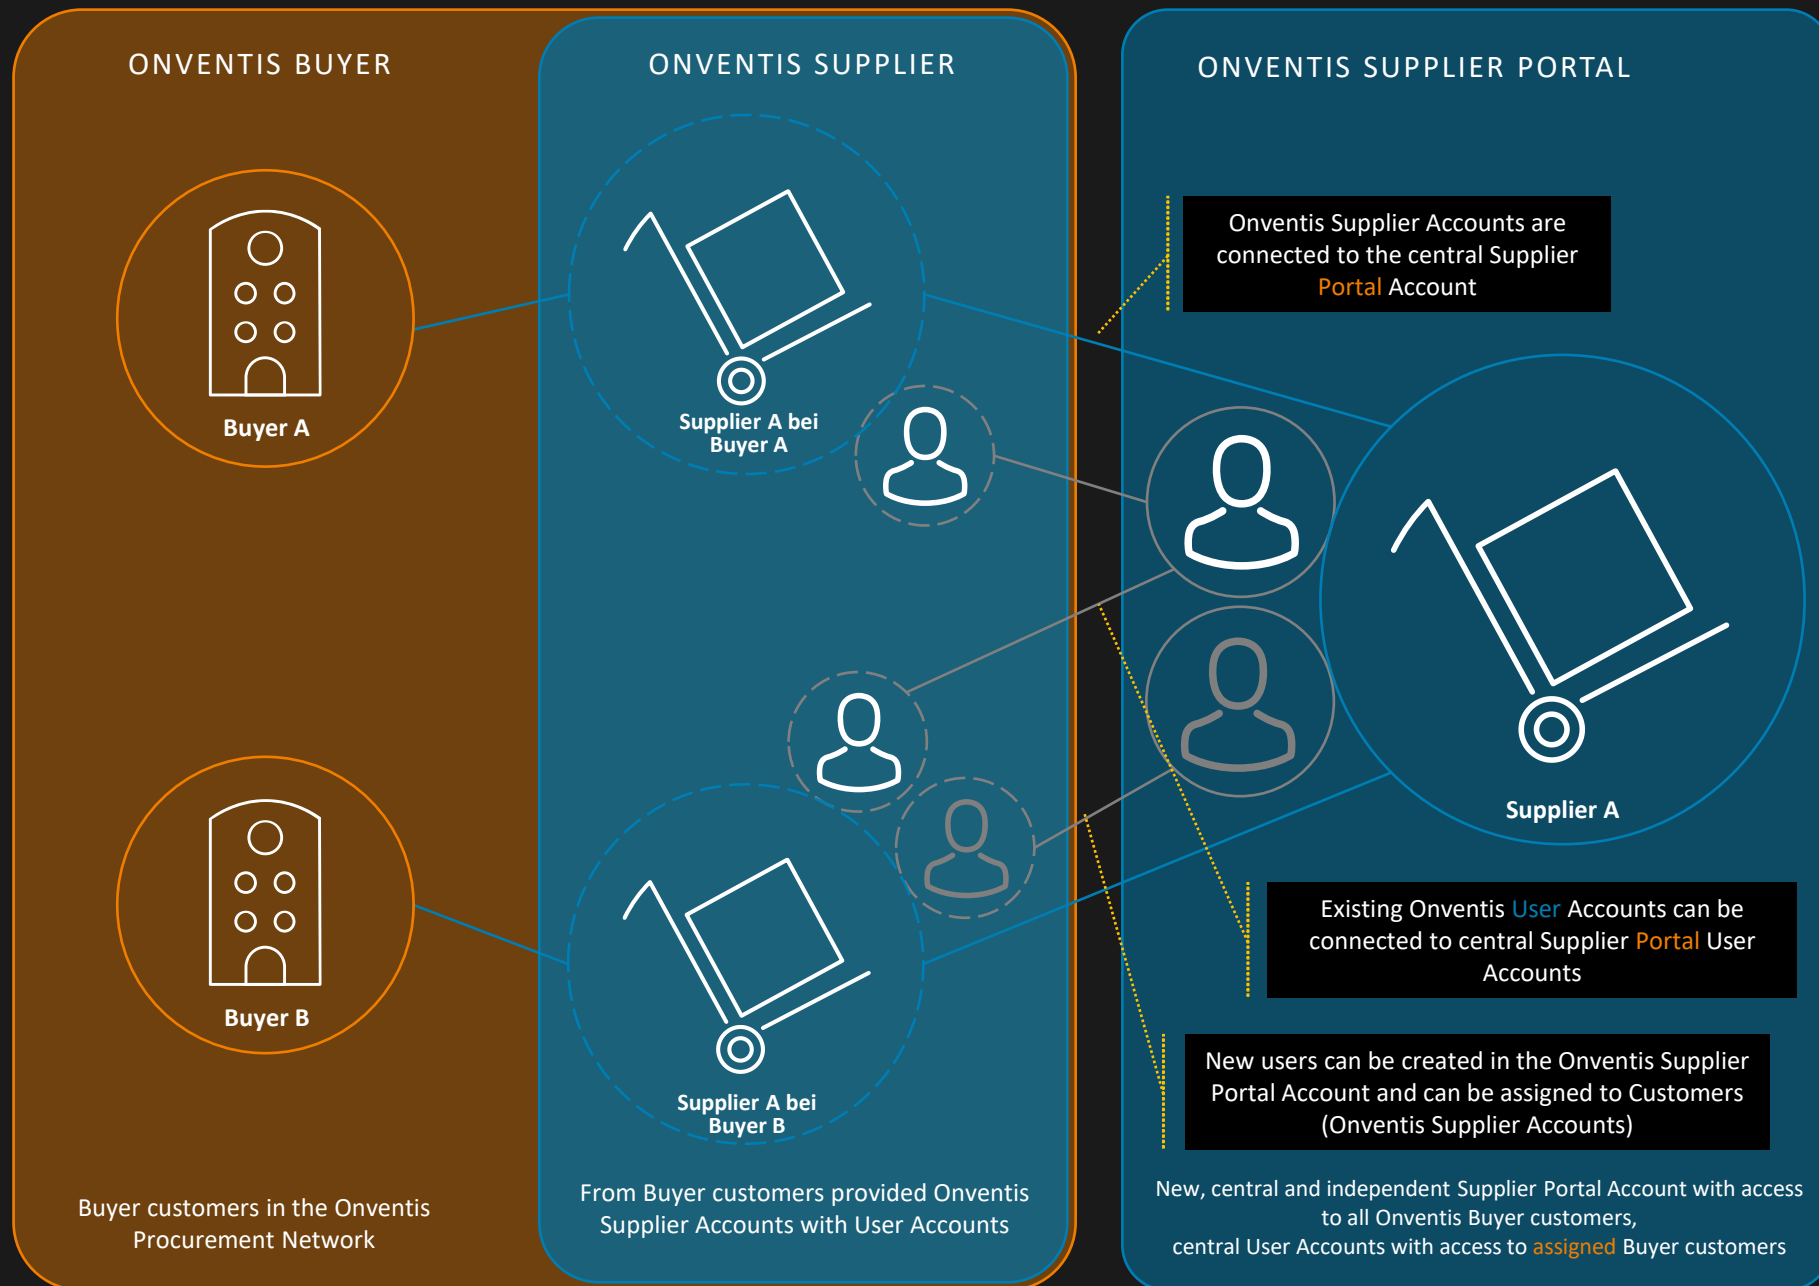 ONVENTIS BUYER
ONVENTIS SUPPLIER
ONVENTIS SUPPLIER PORTAL
Onventis Supplier Accounts are
connected to the central Supplier
Portal Account
Buyer A
Supplier A bei
Buyer A
Supplier A
Existing Onventis User Accounts can be
connected to central Supplier Portal User
Accounts
Buyer B
Supplier A bei
Buyer B
New users can be created in the Onventis Supplier
Portal Account and can be assigned to Customers
(Onventis Supplier Accounts)
Buyer customers in the Onventis
Procurement Network
From Buyer customers provided Onventis
Supplier Accounts with User Accounts
New, central and independent Supplier Portal Account with access
to all Onventis Buyer customers,
central User Accounts with access to assigned Buyer customers